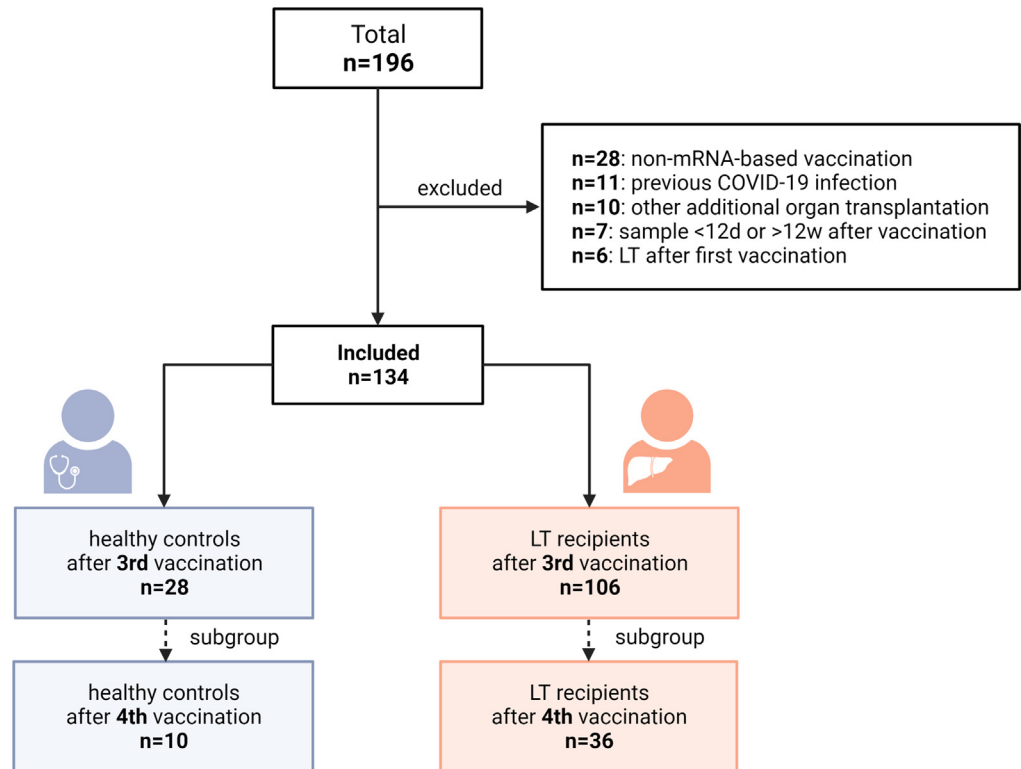 Total
n=196
excluded
n=28: non-mRNA-based vaccination
n=11: previous COVID-19 infection
n=10: other additional organ transplantation
n=7: sample <12d or >12w after vaccination
n=6: LT after first vaccination
Included
n=134
healthy controls
after 3rd vaccination
n=28
LT recipients
after 3rd vaccination
n=106
subgroup
subgroup
healthy controls
after 4th vaccination
n=10
LT recipients
after 4th vaccination
n=36